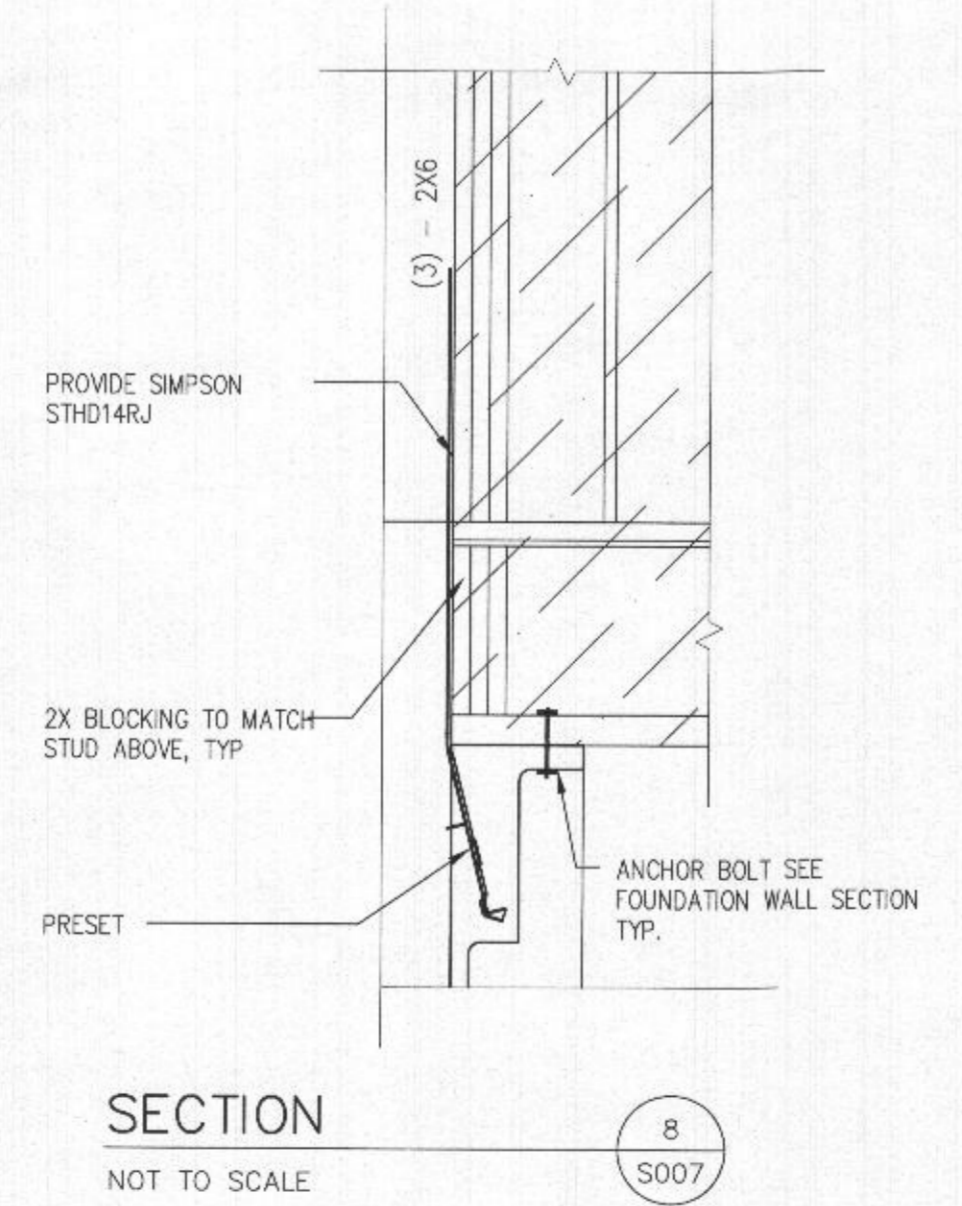 (3) - 2X6
PROVIDE SIMPSON
STHD14RJ
2X BLOCKING TO MATCH
STUD ABOVE, TYP
ANCHOR BOLT SEE
FOUNDATION WALL SECTION
TYP.
PRESET
SECTION
NOT TO SCALE
8
S007